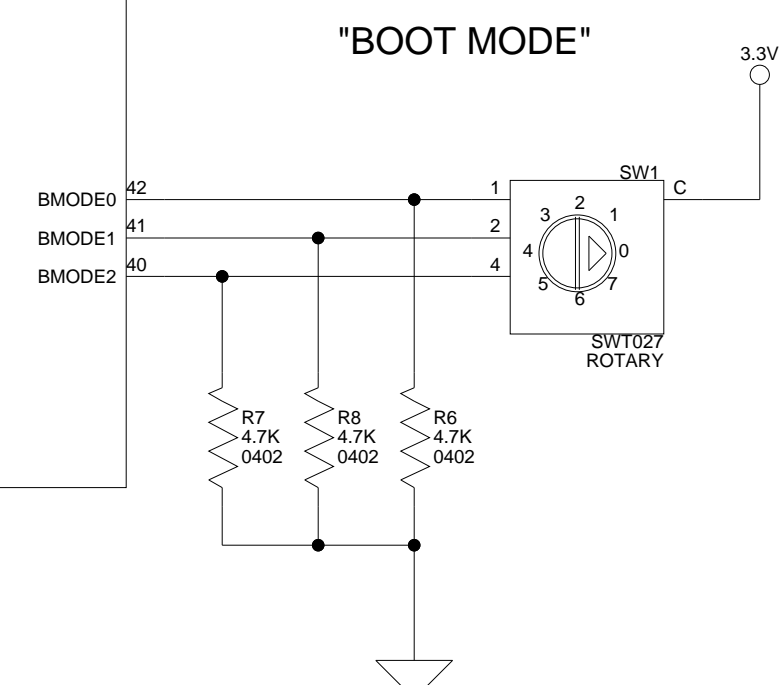 "BOOT MODE"
3.3V
SW1
BMODE0 42 1 C
BMODE1 41 2
BMODE2 40 4
2
3 1
4 0
5 7
6
SWT027
ROTARY
R7 R8 R6
4.7K 4.7K 4.7K
0402 0402 0402